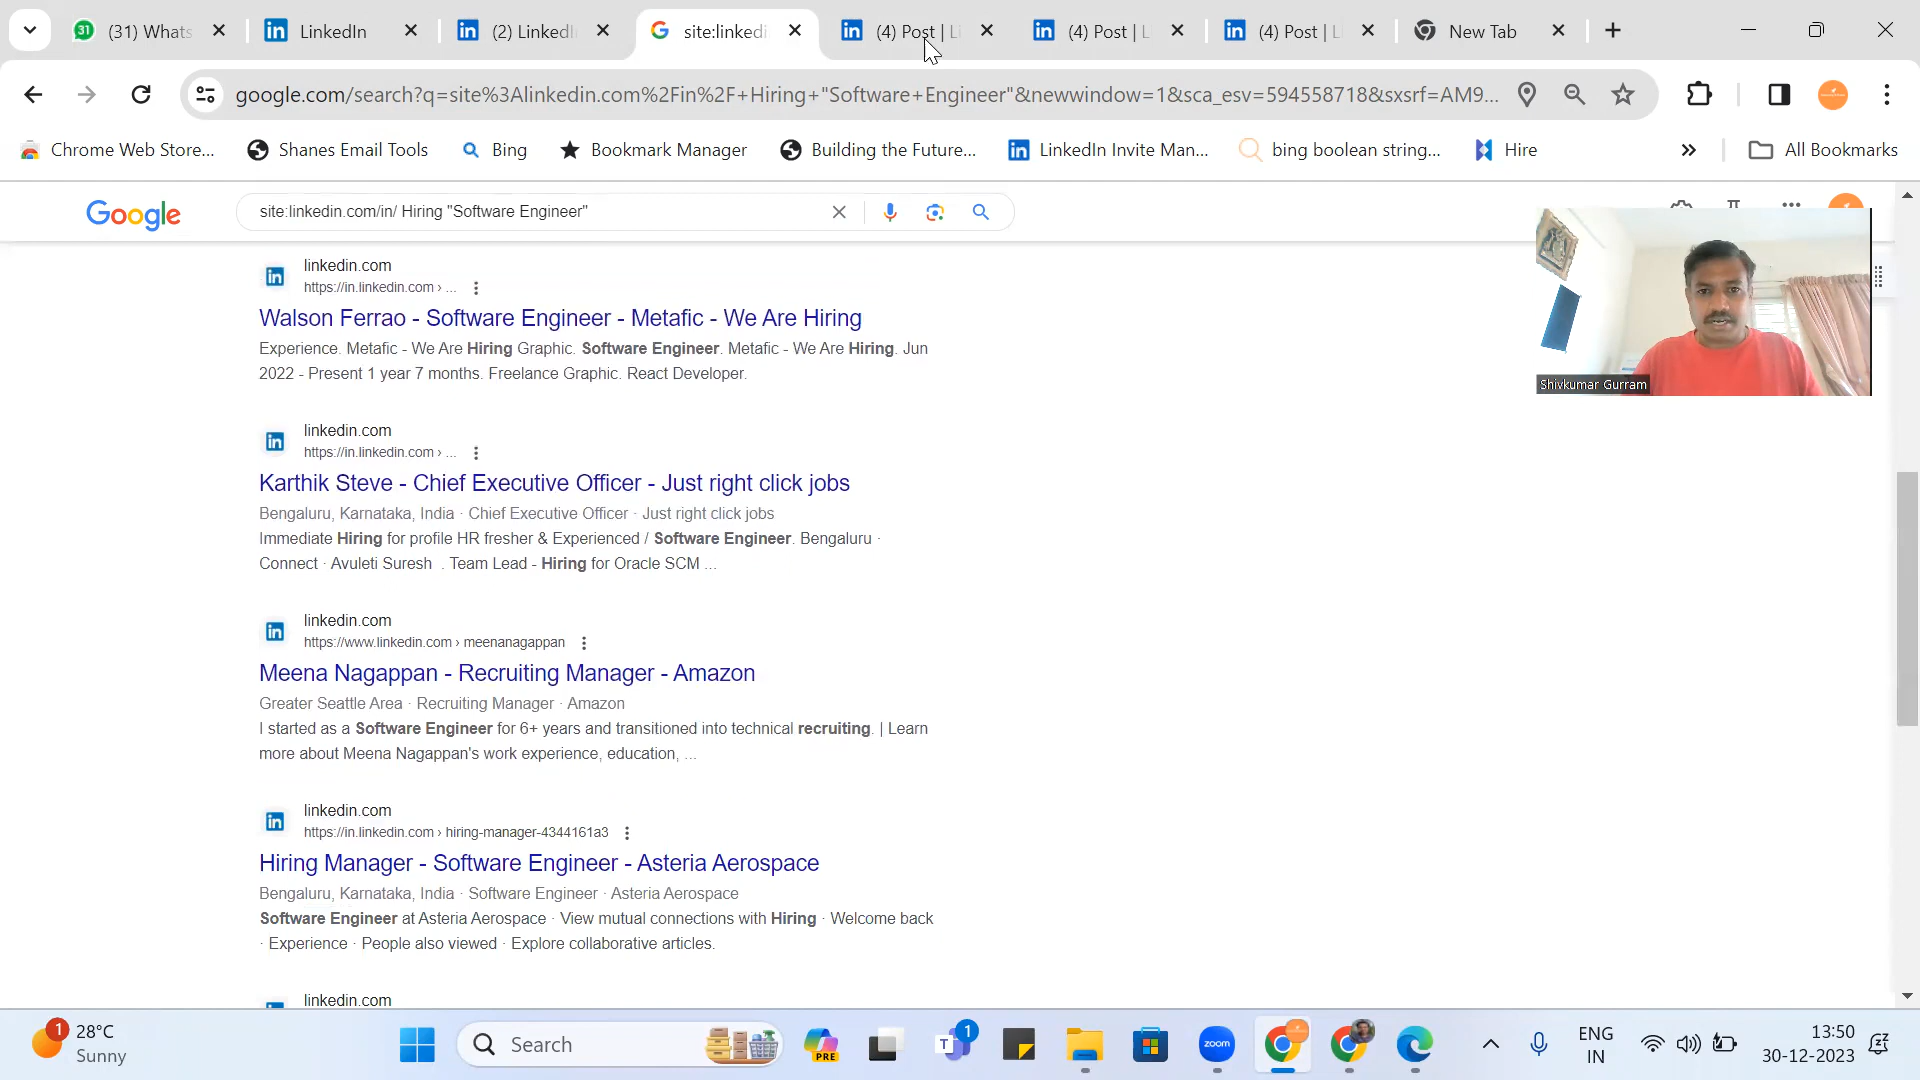 31 (31) Whats
LinkedIn
(2) LinkedI
site:linkedi
(4) Post | Li
(4) Post | L
(4) Post | L
New Tab
google.com/search?q=site%3Alinkedin.com%2Fin%2F+Hiring+"Software+Engineer"&newwindow=1&sca_esv=594558718&sxsrf=AM9...
Chrome Web Store...
Shanes Email Tools
Bing
Bookmark Manager
Building the Future...
LinkedIn Invite Man...
bing boolean string...
Hire
All Bookmarks
Google
site:linkedin.com/in/ Hiring "Software Engineer"
linkedin.com
https://in.linkedin.com › ...
Walson Ferrao - Software Engineer - Metafic - We Are Hiring
Experience. Metafic - We Are Hiring Graphic. Software Engineer. Metafic - We Are Hiring. Jun
2022 - Present 1 year 7 months. Freelance Graphic. React Developer.
Shivkumar Gurram
linkedin.com
https://in.linkedin.com › ...
Karthik Steve - Chief Executive Officer - Just right click jobs
Bengaluru, Karnataka, India · Chief Executive Officer · Just right click jobs
Immediate Hiring for profile HR fresher & Experienced / Software Engineer. Bengaluru ·
Connect · Avuleti Suresh . Team Lead - Hiring for Oracle SCM ...
linkedin.com
https://www.linkedin.com › meenanagappan
Meena Nagappan - Recruiting Manager - Amazon
Greater Seattle Area · Recruiting Manager · Amazon
I started as a Software Engineer for 6+ years and transitioned into technical recruiting. | Learn
more about Meena Nagappan's work experience, education, ...
linkedin.com
https://in.linkedin.com › hiring-manager-4344161a3
Hiring Manager - Software Engineer - Asteria Aerospace
Bengaluru, Karnataka, India · Software Engineer · Asteria Aerospace
Software Engineer at Asteria Aerospace · View mutual connections with Hiring · Welcome back
· Experience · People also viewed · Explore collaborative articles.
linkedin.com
1
28°C
Sunny
Search
PRE
T 1
zoom
ENG
IN
13:50
30-12-2023